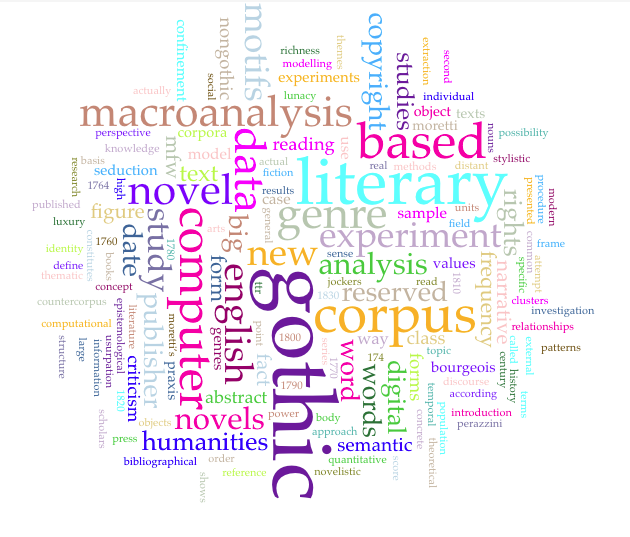 confinement
nongothic
motifs
richness
themes
copyright
extraction
second
modelling
studies
experiments
actually
social
lunacy
individual
macroanalysis
object
texts
moretti
perspective
corpora
data
reading
use
based
nouns
possibility
knowledge
mfw
model
stylistic
basis
actual
real
methods
distant
research
seduction
text
fiction
literary
procedure
modern
1764
high
novel
results
units
presented
published
case
genre
sample
rights
figure
general
luxury
study
computer
big
arts
field
experiment
common
identity
1760
date
1780
new
sense
frame
constitutes
define
form
english
analysis
values
frequency
narrative
specific
attempt
thematic
books
concept
gothic
ttr
jockers
read
1810
countercorpus
1830
reserved
clusters
epistemological
literature
publisher
corpus
investigation
computational
moretti's
genres
point
relationships
structure
large
information
usurpation
criticism
praxis
1800
series
1770
word
way
class
called
external
topic
patterns
fact
174
forms
bourgeois
century
history
1790
words
digital
discourse
1820
abstract
according
terms
scholars
objects
novels
power
body
temporal
population
introduction
concrete
perazzini
press
humanities
approach
semantic
theoretical
bibliographical
order
quantitative
score
shows
reference
novelistic